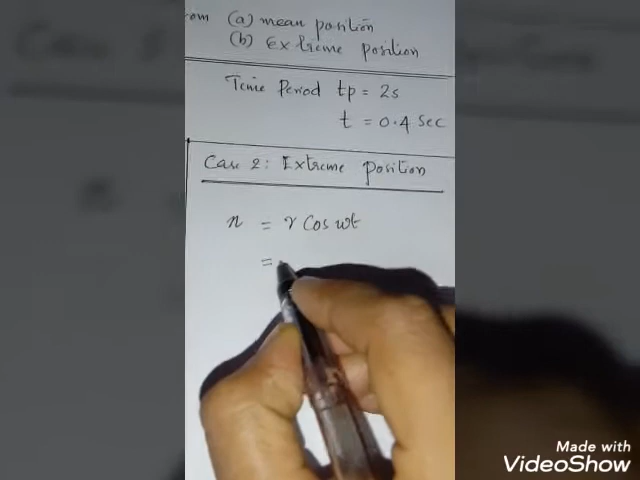 rom (a) mean position
(b) Extreme position
Time Period tp = 2s
t = 0.4 Sec
Case 2: Extreme position
x = r Cos wt
=
Made with
VideoShow